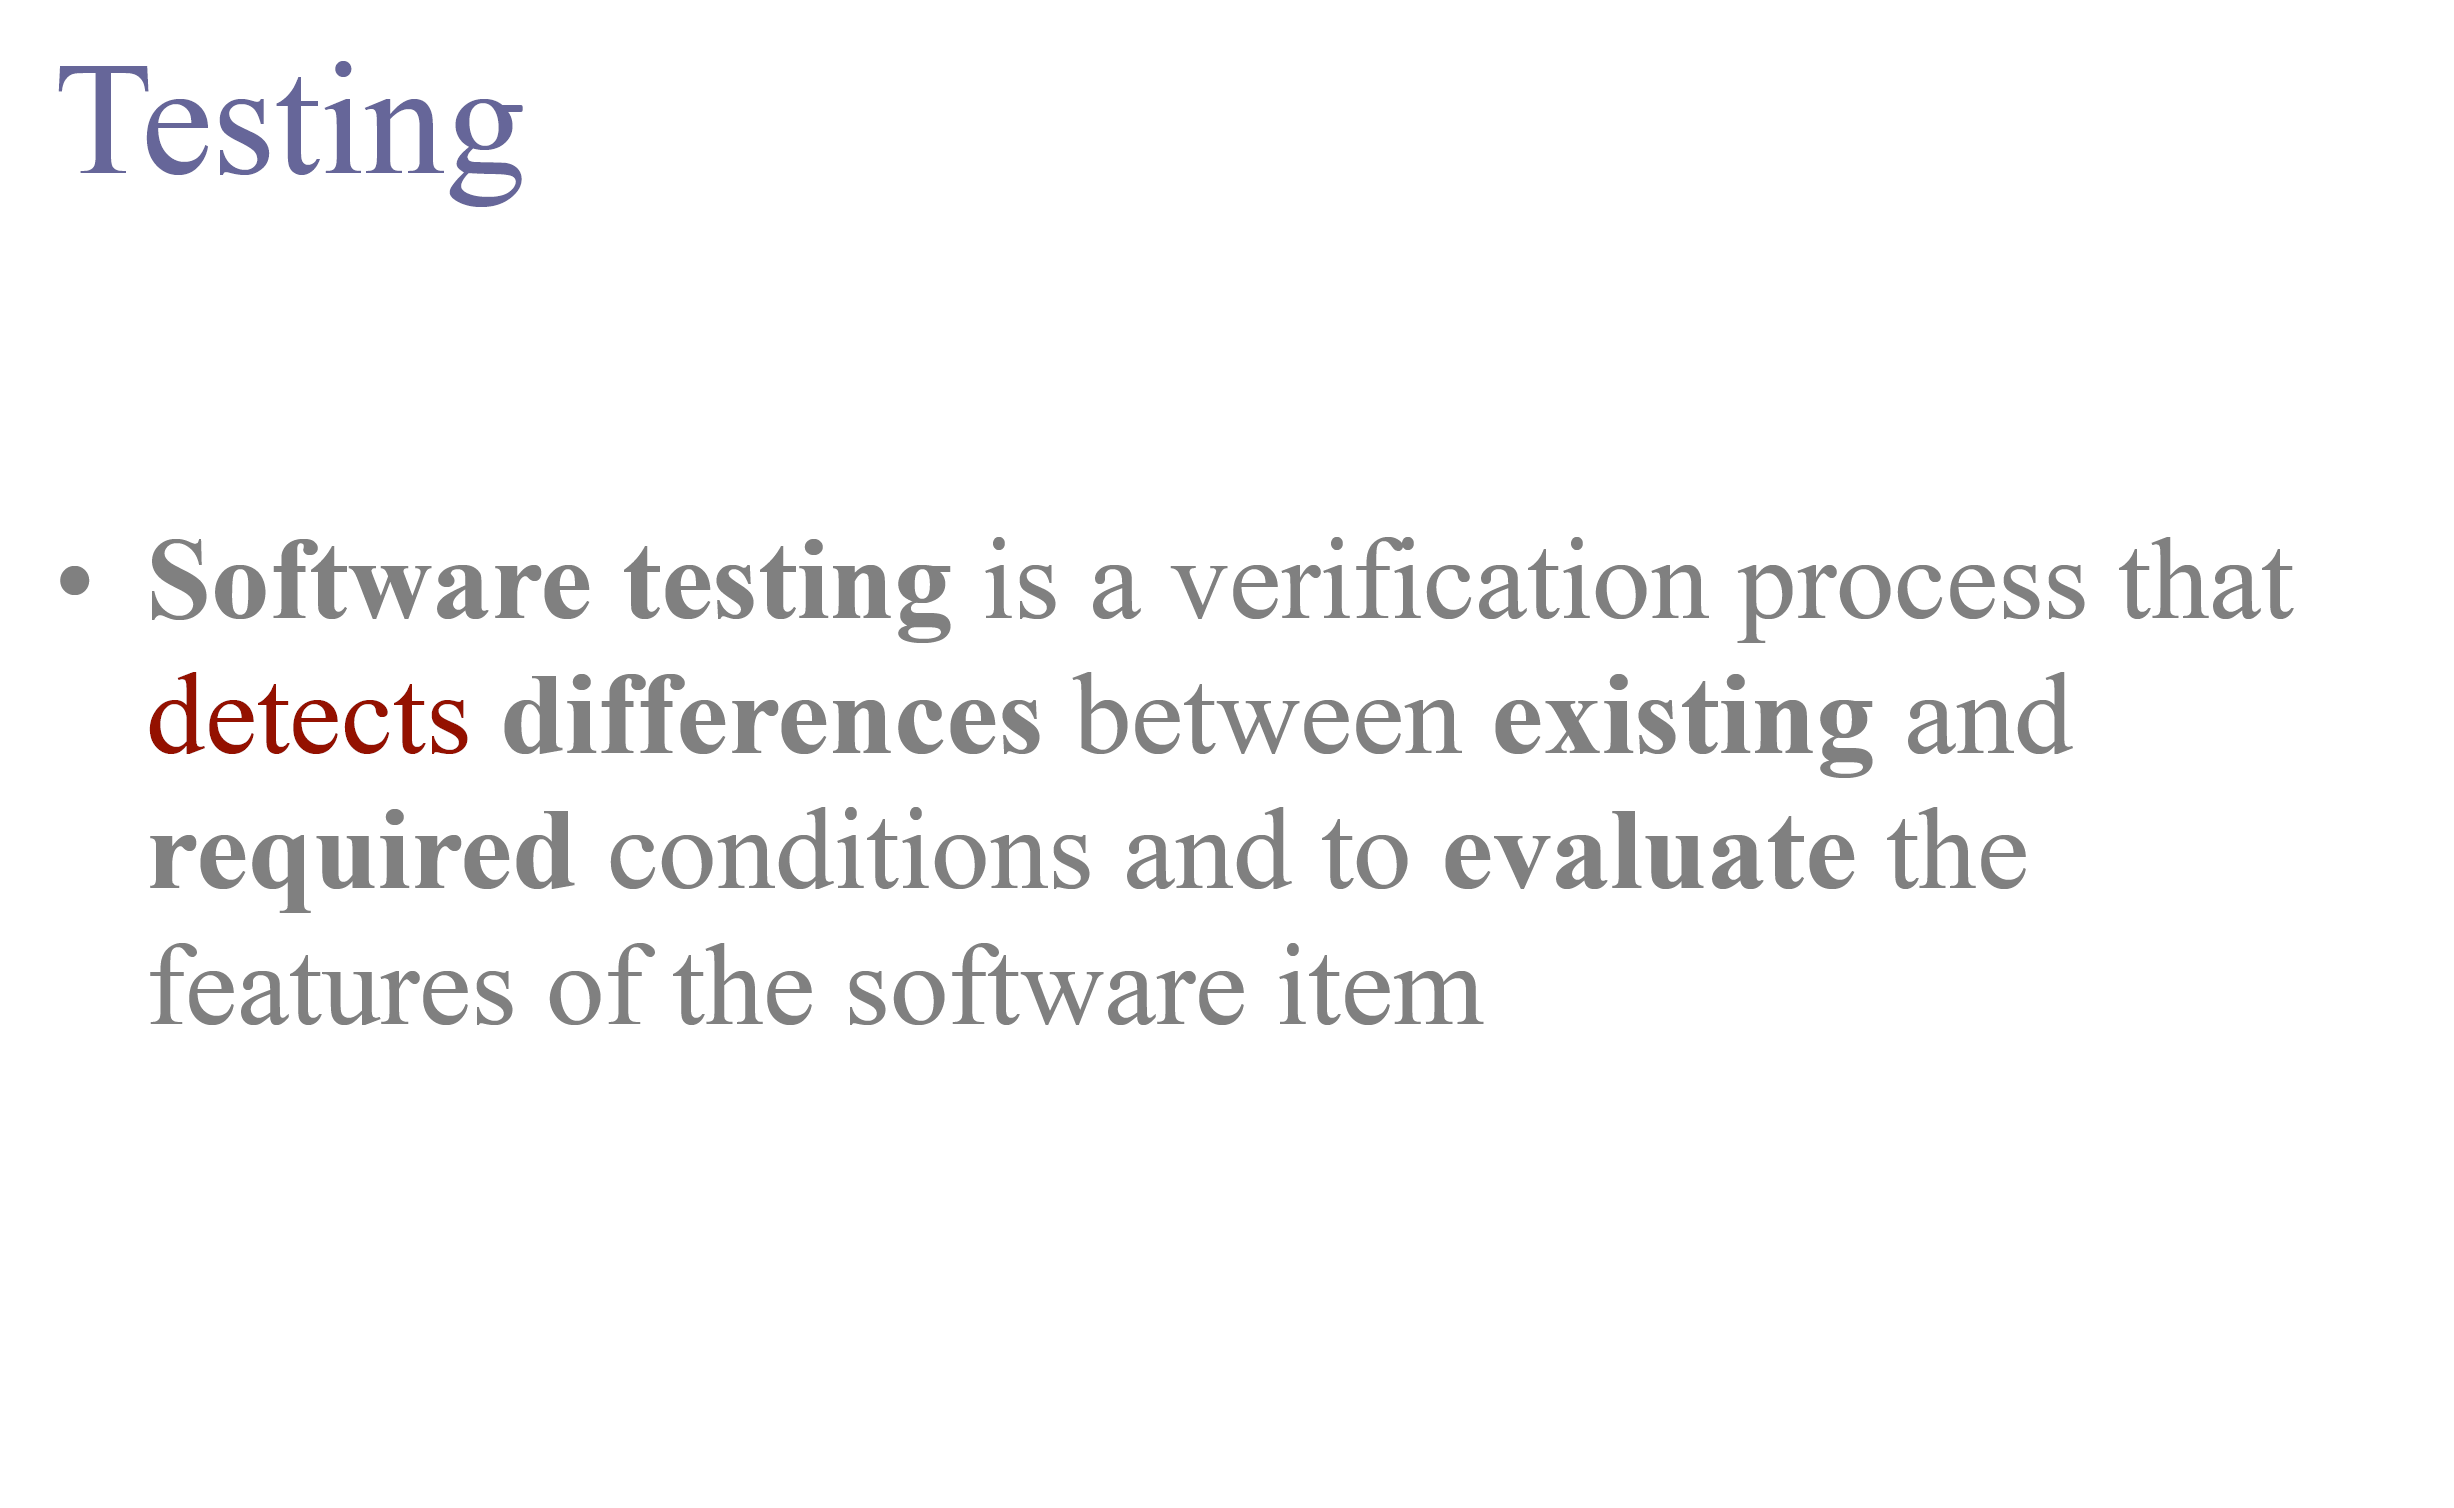 Testing
• Software testing is a verification process that
detects differences between existing and
required conditions and to evaluate the
features of the software item